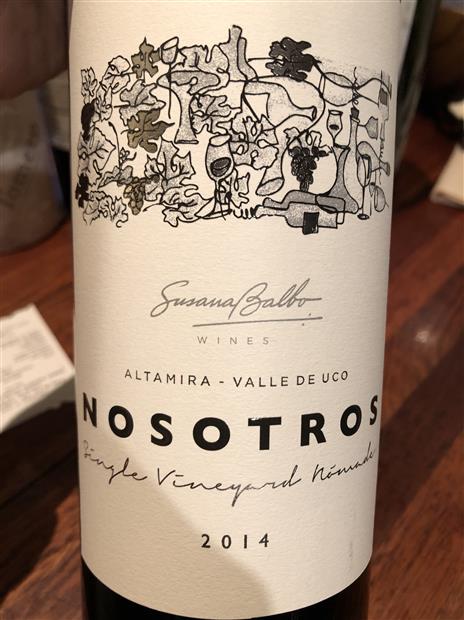 Susana Balbo
WINES
ALTAMIRA - VALLE DE UCO
NOSOTROS
Single Vineyard Nómade
2014